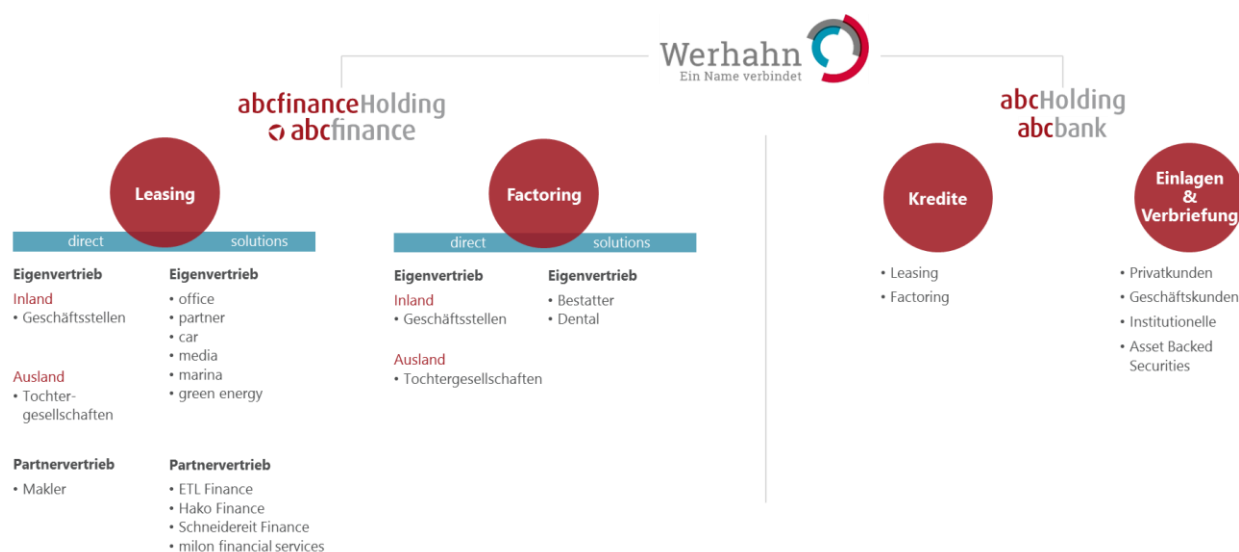 Werhahn
Ein Name verbindet
abcfinanceHolding
abcfinance
abcHolding
abcbank
Leasing
direct solutions
Eigenvertrieb
Inland
• Geschäftsstellen
Ausland
• Tochter-
gesellschaften
Partnervertrieb
• Makler
Eigenvertrieb
• office
• partner
• car
• media
• marina
• green energy
Partnervertrieb
• ETL Finance
• Hako Finance
• Schneidereit Finance
• milon financial services
Factoring
direct solutions
Eigenvertrieb
Inland
• Geschäftsstellen
Ausland
• Tochtergesellschaften
Eigenvertrieb
• Bestatter
• Dental
Kredite
• Leasing
• Factoring
Einlagen
&
Verbriefung
• Privatkunden
• Geschäftskunden
• Institutionelle
• Asset Backed
Securities